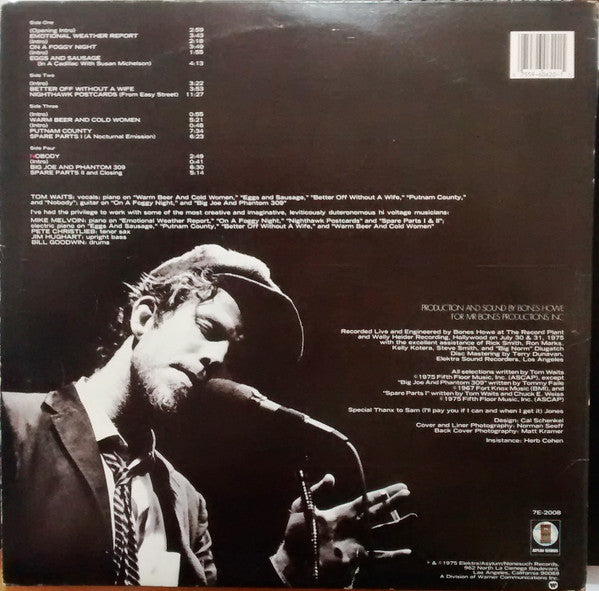 Side One
(Opening Intro) 2:59
EMOTIONAL WEATHER REPORT 3:43
(Intro) 2:18
ON A FOGGY NIGHT 3:49
(Intro) 1:55
EGGS AND SAUSAGE
(In A Cadillac With Susan Michelson) 4:13
Side Two
(Intro) 3:22
BETTER OFF WITHOUT A WIFE 3:53
NIGHTHAWK POSTCARDS (From Easy Street) 11:27
Side Three
(Intro) 0:55
WARM BEER AND COLD WOMEN 5:21
(Intro) 0:48
PUTNAM COUNTY 7:34
SPARE PARTS I (A Nocturnal Emission) 6:23
Side Four
NOBODY 2:49
(Intro) 0:41
BIG JOE AND PHANTOM 309 6:30
SPARE PARTS II and Closing 5:14
TOM WAITS: vocals; piano on "Warm Beer And Cold Women," "Eggs and Sausage," "Better Off Without A Wife," "Putnam County,"
and "Nobody"; guitar on "On A Foggy Night," and "Big Joe And Phantom 309"
I've had the privilege to work with some of the most creative and imaginative, leviticiously duteronomous hi voltage musicians:
MIKE MELVOIN: piano on "Emotional Weather Report," "On A Foggy Night," "Nighthawk Postcards" and "Spare Parts I & II";
electric piano on "Eggs And Sausage," "Putnam County," "Better Off Without A Wife," and "Warm Beer And Cold Women"
PETE CHRISTLIEB: tenor sax
JIM HUGHART: upright bass
BILL GOODWIN: drums
PRODUCTION AND SOUND BY BONES HOWE
FOR MR BONES PRODUCTIONS INC
Recorded Live and Engineered by Bones Howe at The Record Plant
and Wally Heider Recording, Hollywood on July 30 & 31, 1975
with the excellent assistance of Rick Smith, Ron Marks,
Kelly Kotera, Steve Smith, and "Big Norm" Dlugatch
Disc Mastering by Terry Dunavan,
Elektra Sound Recorders, Los Angeles
All selections written by Tom Waits
©1975 Fifth Floor Music, Inc. (ASCAP), except
"Big Joe And Phantom 309" written by Tommy Faile
©1967 Fort Knox Music (BMI), and
"Spare Parts I" written by Tom Waits and Chuck E. Weiss
©1975 Fifth Floor Music, Inc. (ASCAP)
Special Thanx to Sam (I'll pay you if I can and when I get it) Jones
Design: Cal Schenkel
Cover and Liner Photography: Norman Seeff
Back Cover Photography: Matt Kramer
Insistance: Herb Cohen
7E-2008
ASYLUM RECORDS
℗ & ©1975 Elektra/Asylum/Nonesuch Records,
962 North La Cienega Boulevard,
Los Angeles, California 90069
A Division of Warner Communications Inc.